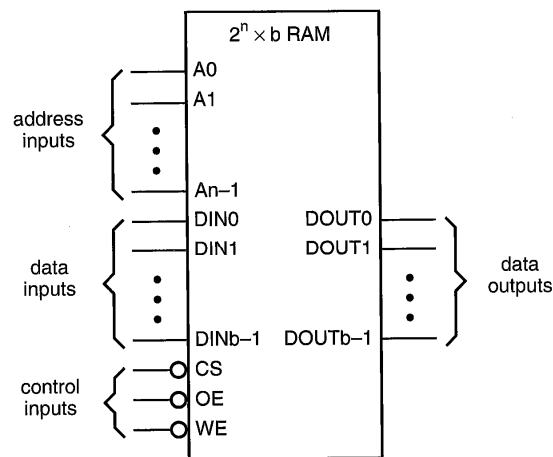 2ⁿ × b RAM
address
inputs
A0
A1
An–1
data
inputs
DIN0
DIN1
DINb–1
control
inputs
CS
OE
WE
DOUT0
DOUT1
DOUTb–1
data
outputs